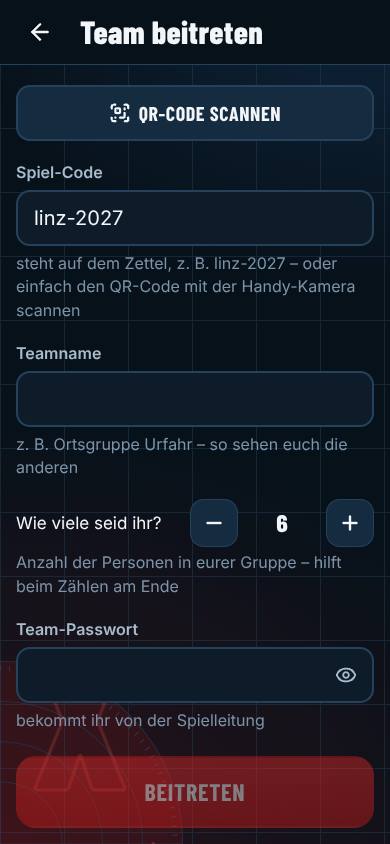 Team beitreten
QR-CODE SCANNEN
Spiel-Code
linz-2027
steht auf dem Zettel, z. B. linz-2027 – oder
einfach den QR-Code mit der Handy-Kamera
scannen
Teamname
z. B. Ortsgruppe Urfahr – so sehen euch die
anderen
Wie viele seid ihr?
6
Anzahl der Personen in eurer Gruppe – hilft
beim Zählen am Ende
Team-Passwort
bekommt ihr von der Spielleitung
BEITRETEN